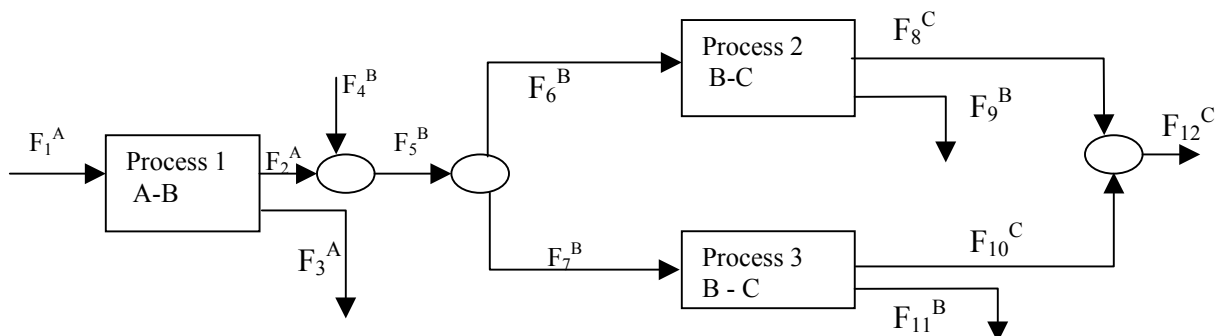 F₁ᴬ
Process 1
A-B
F₂ᴬ
F₃ᴬ
F₄ᴮ
F₅ᴮ
F₆ᴮ
F₇ᴮ
Process 2
B-C
F₈ᶜ
F₉ᴮ
Process 3
B - C
F₁₀ᶜ
F₁₁ᴮ
F₁₂ᶜ